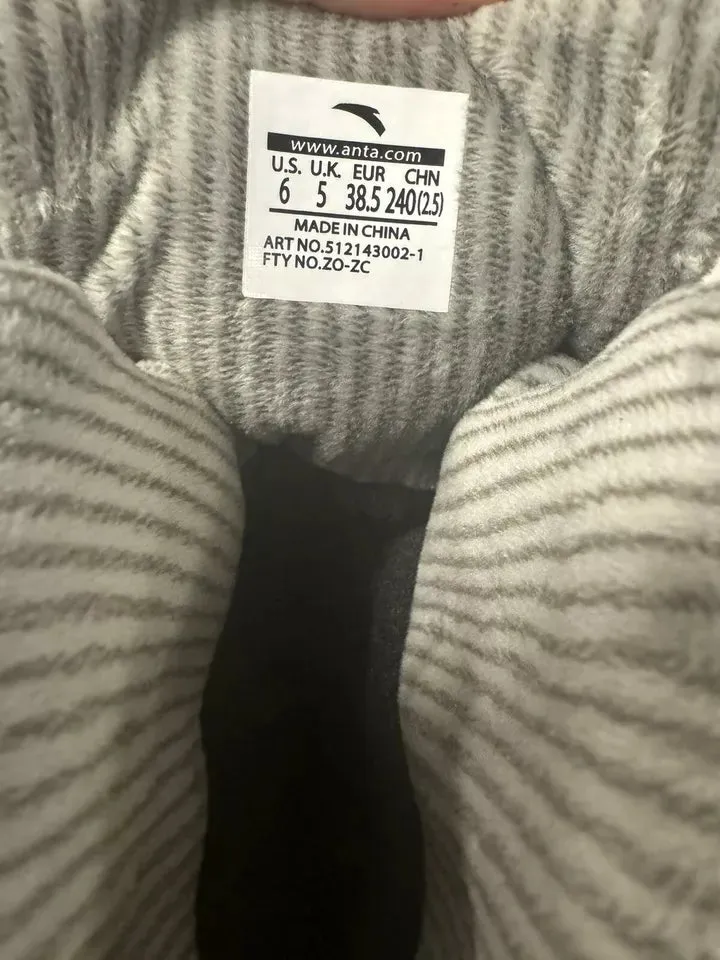 www.anta.com
U.S. U.K. EUR CHN
6 5 38.5 240(2.5)
MADE IN CHINA
ART NO.512143002-1
FTY NO.ZO-ZC